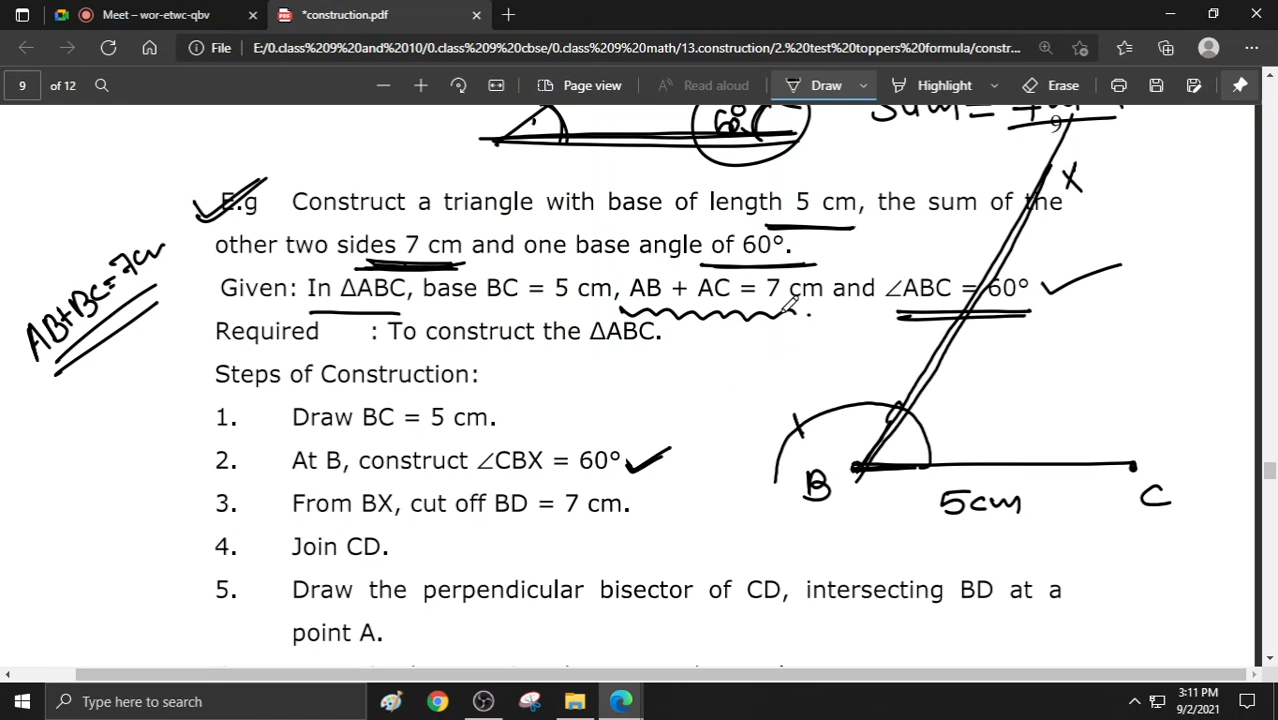 Meet – wor-etwc-qbv
*construction.pdf
File
E:/0.class%209%20and%2010/0.class%209%20cbse/0.class%209%20math/13.construction/2.%20test%20toppers%20formula/constr...
9 of 12
Page view
Read aloud
Draw
Highlight
Erase
60°
Sum =
9
E.g Construct a triangle with base of length 5 cm, the sum of the
other two sides 7 cm and one base angle of 60°.
Given: In ΔABC, base BC = 5 cm, AB + AC = 7 cm and ∠ABC = 60°
Required : To construct the ΔABC.
Steps of Construction:
1. Draw BC = 5 cm.
2. At B, construct ∠CBX = 60°
3. From BX, cut off BD = 7 cm.
4. Join CD.
5. Draw the perpendicular bisector of CD, intersecting BD at a
point A.
AB+BC=7cm
X
B
5cm
C
Type here to search
3:11 PM
9/2/2021